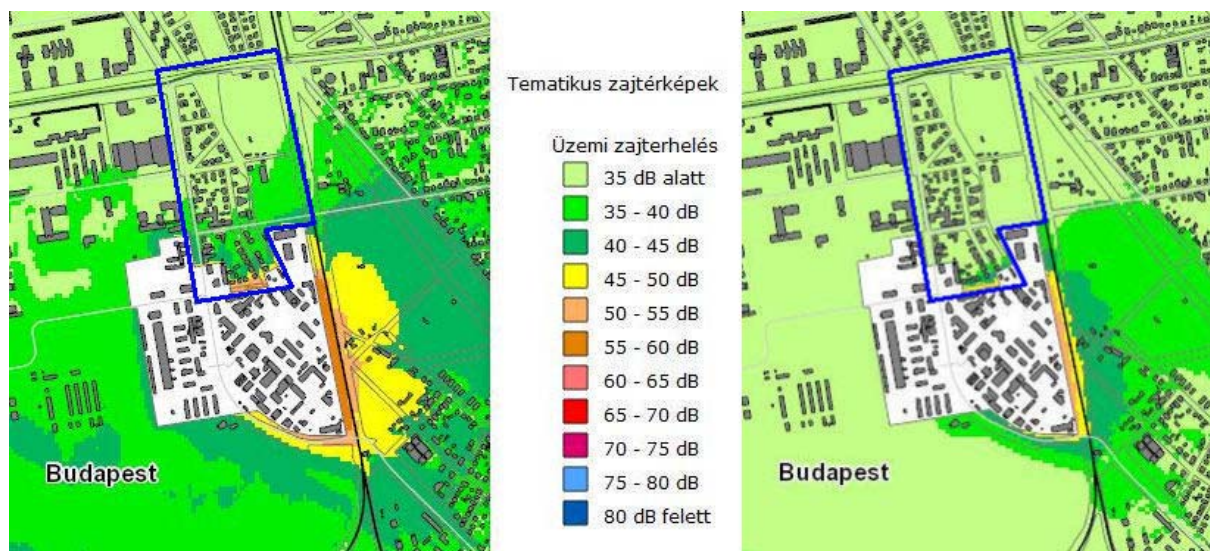 Tematikus zajtérképek
Üzemi zajterhelés
35 dB alatt
35 - 40 dB
40 - 45 dB
45 - 50 dB
50 - 55 dB
55 - 60 dB
60 - 65 dB
65 - 70 dB
70 - 75 dB
75 - 80 dB
80 dB felett
Budapest
Budapest